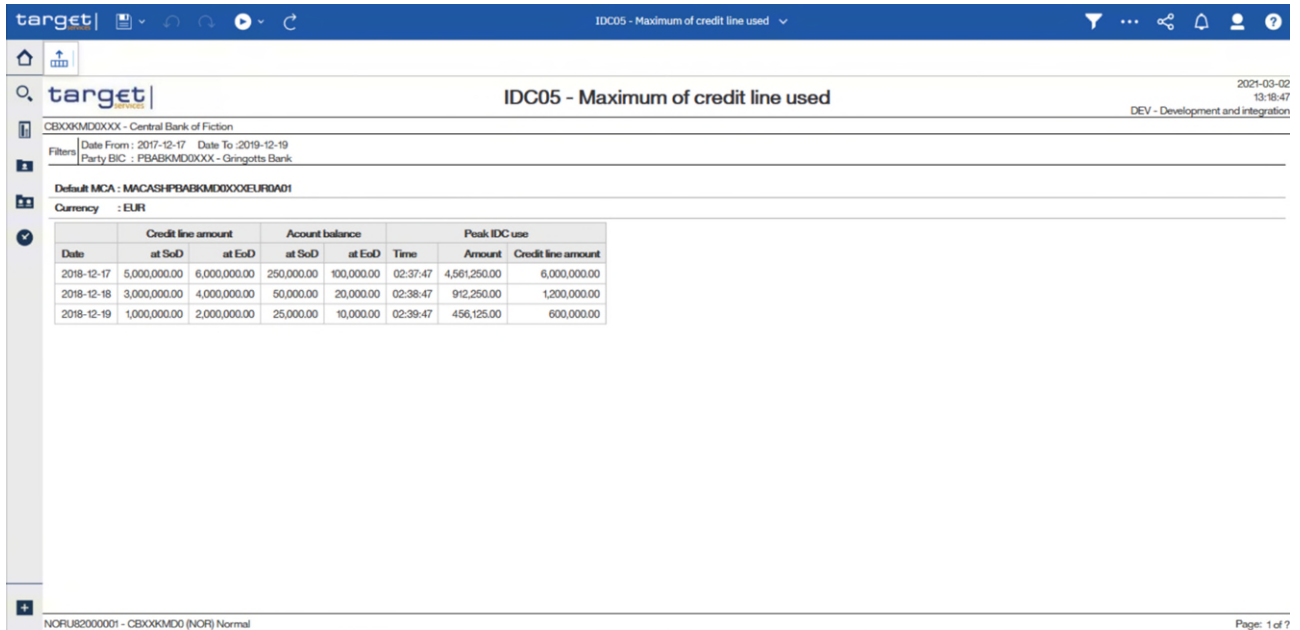 target| services IDC05 - Maximum of credit line used
target| services
IDC05 - Maximum of credit line used
2021-03-02
13:18:47
DEV - Development and integration
CBXXKMD0XXX - Central Bank of Fiction
Filters Date From : 2017-12-17 Date To :2019-12-19
Party BIC : PBABKMD0XXX - Gringotts Bank
Default MCA : MACASHPBABKMD0XXXEUR0A01
Currency : EUR
Credit line amount Acount balance Peak IDC use
Date at SoD at EoD at SoD at EoD Time Amount Credit line amount
2018-12-17 5,000,000.00 6,000,000.00 250,000.00 100,000.00 02:37:47 4,561,250.00 6,000,000.00
2018-12-18 3,000,000.00 4,000,000.00 50,000.00 20,000.00 02:38:47 912,250.00 1,200,000.00
2018-12-19 1,000,000.00 2,000,000.00 25,000.00 10,000.00 02:39:47 456,125.00 600,000.00
NORU82000001 - CBXXKMD0 (NOR) Normal Page: 1 of ?